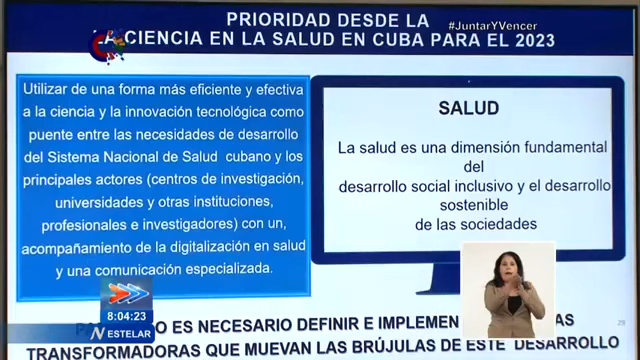 PRIORIDAD DESDE LA
#JuntarYVencer
LA CIENCIA EN LA SALUD EN CUBA PARA EL 2023
Utilizar de una forma más eficiente y efectiva
a la ciencia y la innovación tecnológica como
puente entre las necesidades de desarrollo
del Sistema Nacional de Salud cubano y los
principales actores (centros de investigación,
universidades y otras instituciones,
profesionales e investigadores) con un,
acompañamiento de la digitalización en salud
y una comunicación especializada.
SALUD
La salud es una dimensión fundamental
del
desarrollo social inclusivo y el desarrollo
sostenible
de las sociedades
29
8:04:23
N ESTELAR
O ES NECESARIO DEFINIR E IMPLEMEN AS
TRANSFORMADORAS QUE MUEVAN LAS BRÚJULAS DE ESTE DESARROLLO